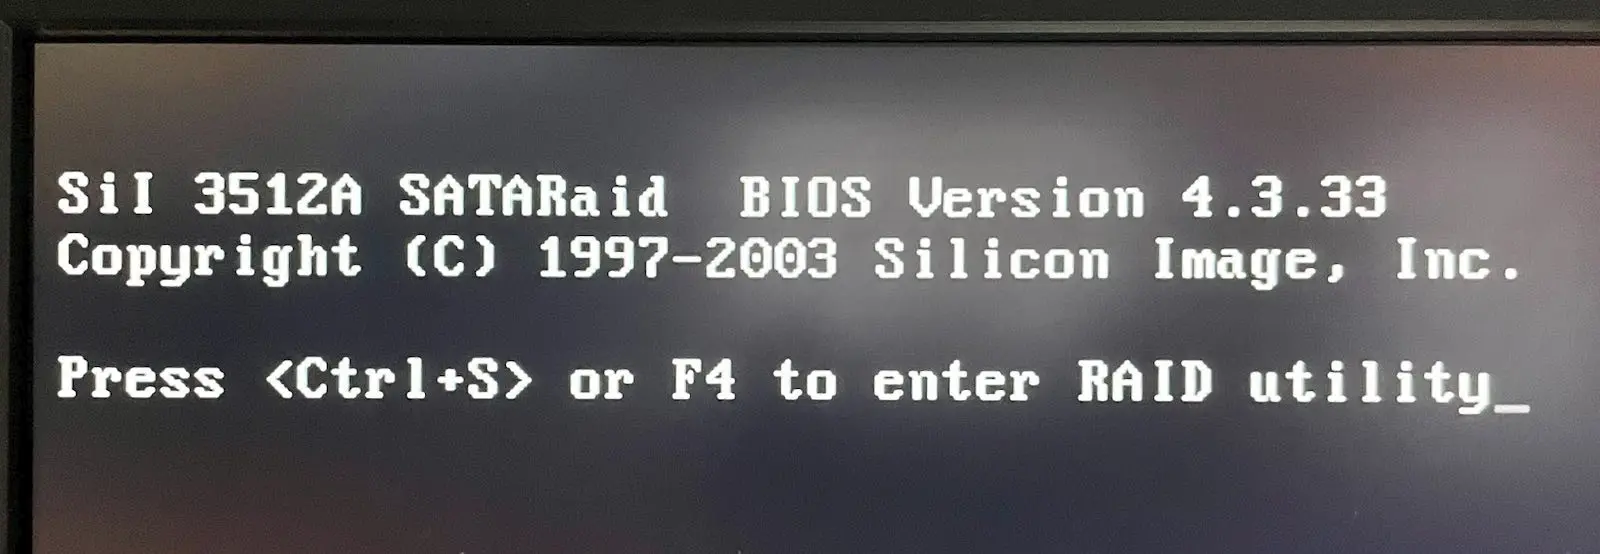 SiI 3512A SATARaid  BIOS Version 4.3.33
Copyright (C) 1997-2003 Silicon Image, Inc.
Press <Ctrl+S> or F4 to enter RAID utility_